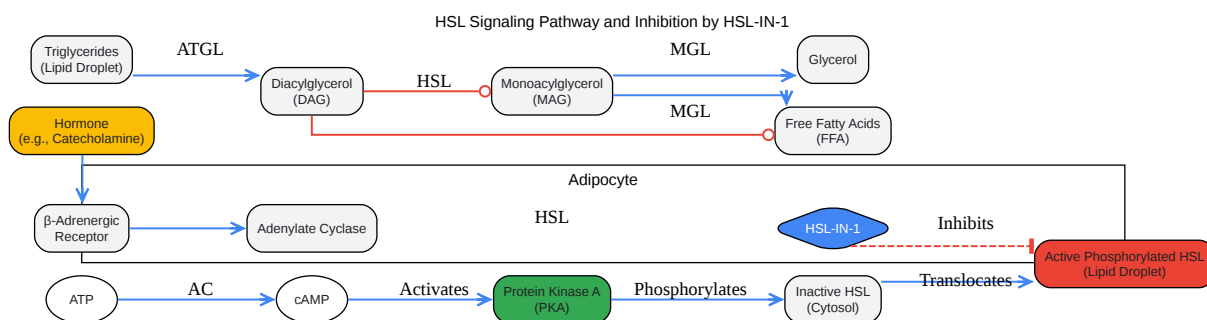 HSL Signaling Pathway and Inhibition by HSL-IN-1
Triglycerides
(Lipid Droplet)
ATGL
Diacylglycerol
(DAG)
HSL
Monoacylglycerol
(MAG)
MGL
Glycerol
MGL
Free Fatty Acids
(FFA)
Hormone
(e.g., Catecholamine)
Adipocyte
β-Adrenergic
Receptor
Adenylate Cyclase
HSL
HSL-IN-1
Inhibits
Active Phosphorylated HSL
(Lipid Droplet)
ATP
AC
cAMP
Activates
Protein Kinase A
(PKA)
Phosphorylates
Inactive HSL
(Cytosol)
Translocates